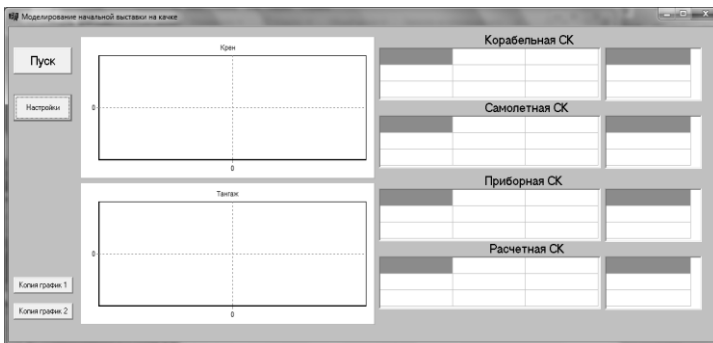 Моделирование начальной выставки на качке
Пуск
Настройки
Копия график 1
Копия график 2
Крен
0
0
Тангаж
0
0
Корабельная СК
Самолетная СК
Приборная СК
Расчетная СК